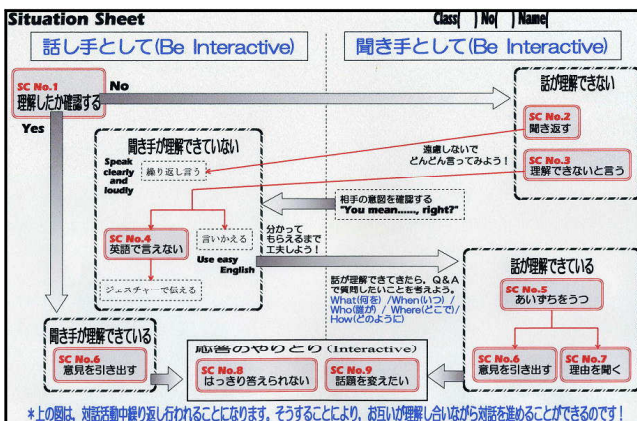 Situation Sheet
Class( ) No( ) Name(
話し手として(Be Interactive)
聞き手として(Be Interactive)
SC No.1
理解したか確認する
No
Yes
話が理解できない
SC No.2
聞き返す
SC No.3
理解できないと言う
遠慮しないで
どんどん言ってみよう！
聞き手が理解できていない
Speak
clearly
and
loudly
繰り返し言う
相手の意図を確認する
"You mean......, right?"
SC No.4
英語で言えない
言いかえる
Use easy
English
ジェスチャーで伝える
分かって
もらえるまで
工夫しよう！
話が理解できてきたら，Q&A
で質問したいことを考えよう。
What(何を) /When(いつ) /
Who(誰が) / Where(どこで)/
How(どのように)
話が理解できている
SC No.5
あいずちをうつ
SC No.6
意見を引き出す
SC No.7
理由を聞く
聞き手が理解できている
SC No.6
意見を引き出す
応答のやりとり(Interactive)
SC No.8
はっきり答えられない
SC No.9
話題を変えたい
*上の図は，対話活動中繰り返し行われることになります。そうすることにより，お互いが理解し合いながら対話を進めることができるのです！